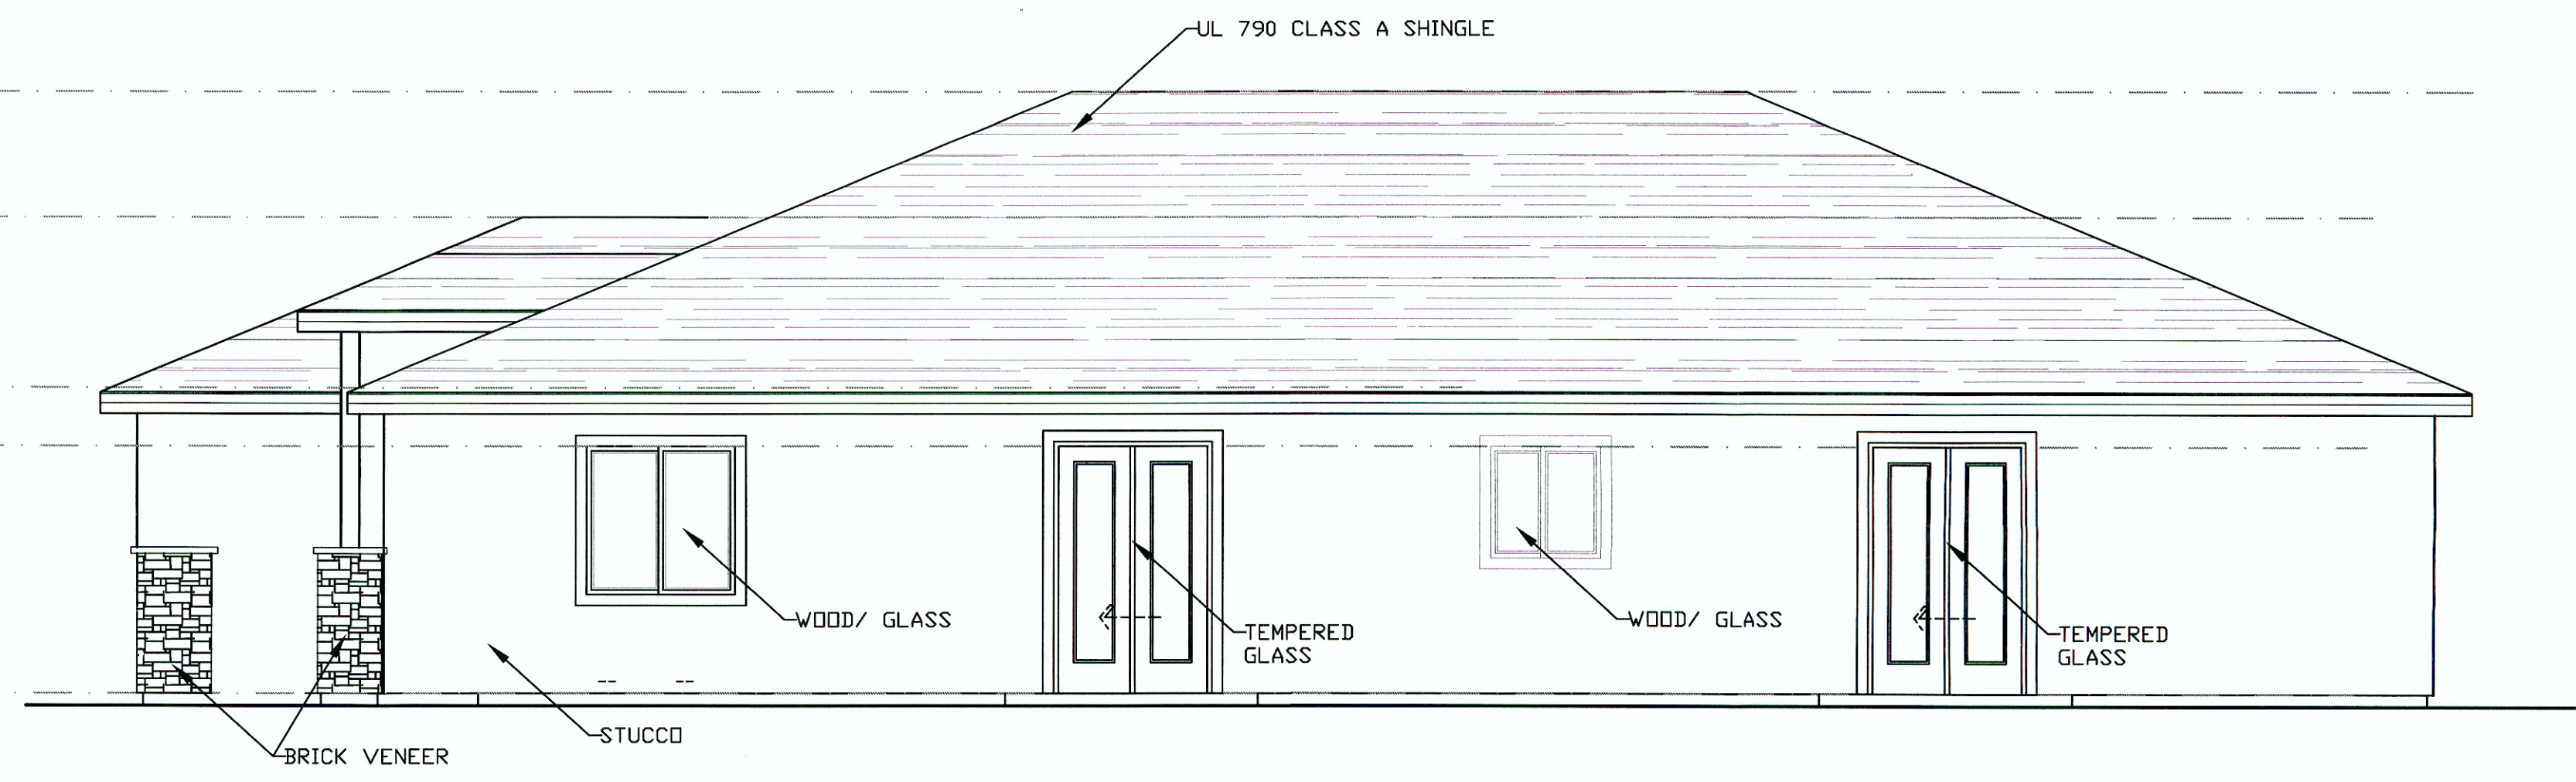 UL 790 CLASS A SHINGLE
WOOD/ GLASS
TEMPERED
GLASS
WOOD/ GLASS
TEMPERED
GLASS
STUCCO
BRICK VENEER